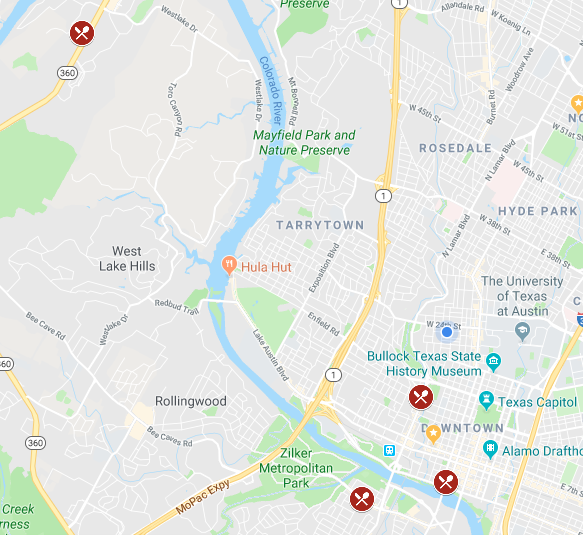 Preserve
1
Allandale Rd
W Koenig Ln
Westlake Dr
Woodrow Ave
360
Colorado River
Westlake Dr
Mt Bonnell Rd
Toro Canyon Rd
Burnet Rd
W 45th St
W 51st St
NO
Mayfield Park and
Nature Preserve
ROSEDALE
N Lamar Blvd
W 45th St
1
HYDE PARK
W 38th St
TARRYTOWN
N Lamar Blvd
E 38th St
West
Lake Hills
Exposition Blvd
Hula Hut
The University
of Texas
at Austin
C
Redbud Trail
Enfield Rd
W 24th St
3
Bee Cave Rd
Westlake Dr
Lake Austin Blvd
Bullock Texas State
History Museum
360
1
Rollingwood
Texas Capitol
DOWNTOWN
Bee Caves Rd
360
Alamo Drafth
Zilker
Metropolitan
Park
MoPac Expy
E 7th S
Creek
erness